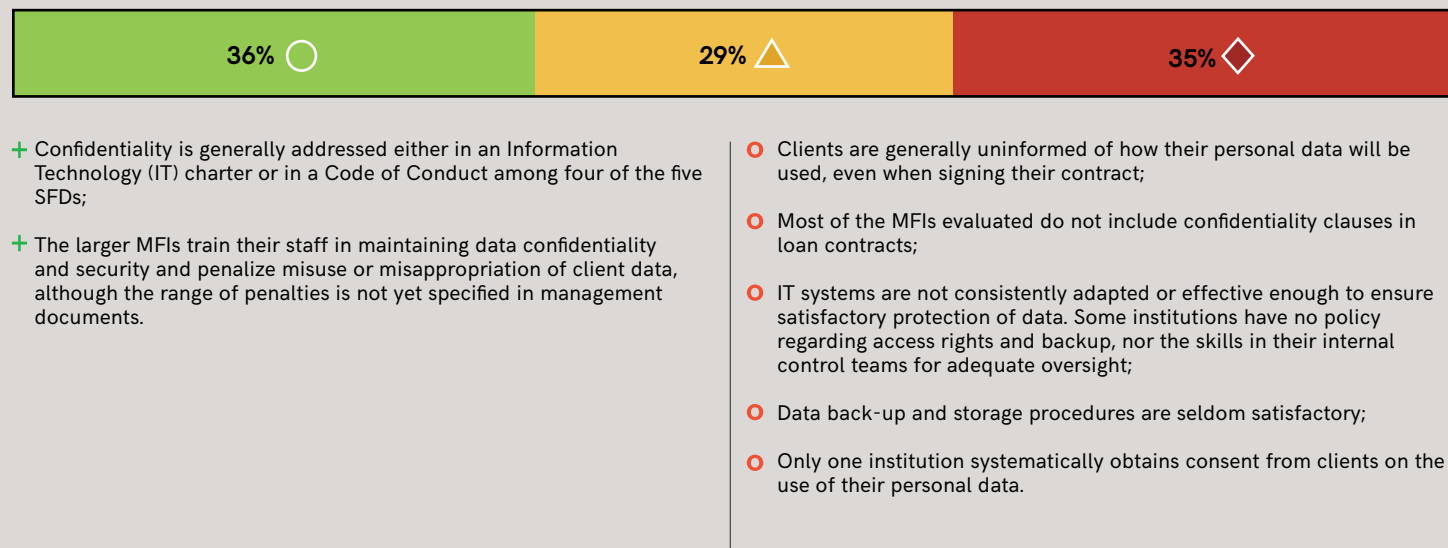 36%
29%
35%
+ Confidentiality is generally addressed either in an Information
Technology (IT) charter or in a Code of Conduct among four of the five
SFDs;
+ The larger MFIs train their staff in maintaining data confidentiality
and security and penalize misuse or misappropriation of client data,
although the range of penalties is not yet specified in management
documents.
o Clients are generally uninformed of how their personal data will be
used, even when signing their contract;
o Most of the MFIs evaluated do not include confidentiality clauses in
loan contracts;
o IT systems are not consistently adapted or effective enough to ensure
satisfactory protection of data. Some institutions have no policy
regarding access rights and backup, nor the skills in their internal
control teams for adequate oversight;
o Data back-up and storage procedures are seldom satisfactory;
o Only one institution systematically obtains consent from clients on the
use of their personal data.